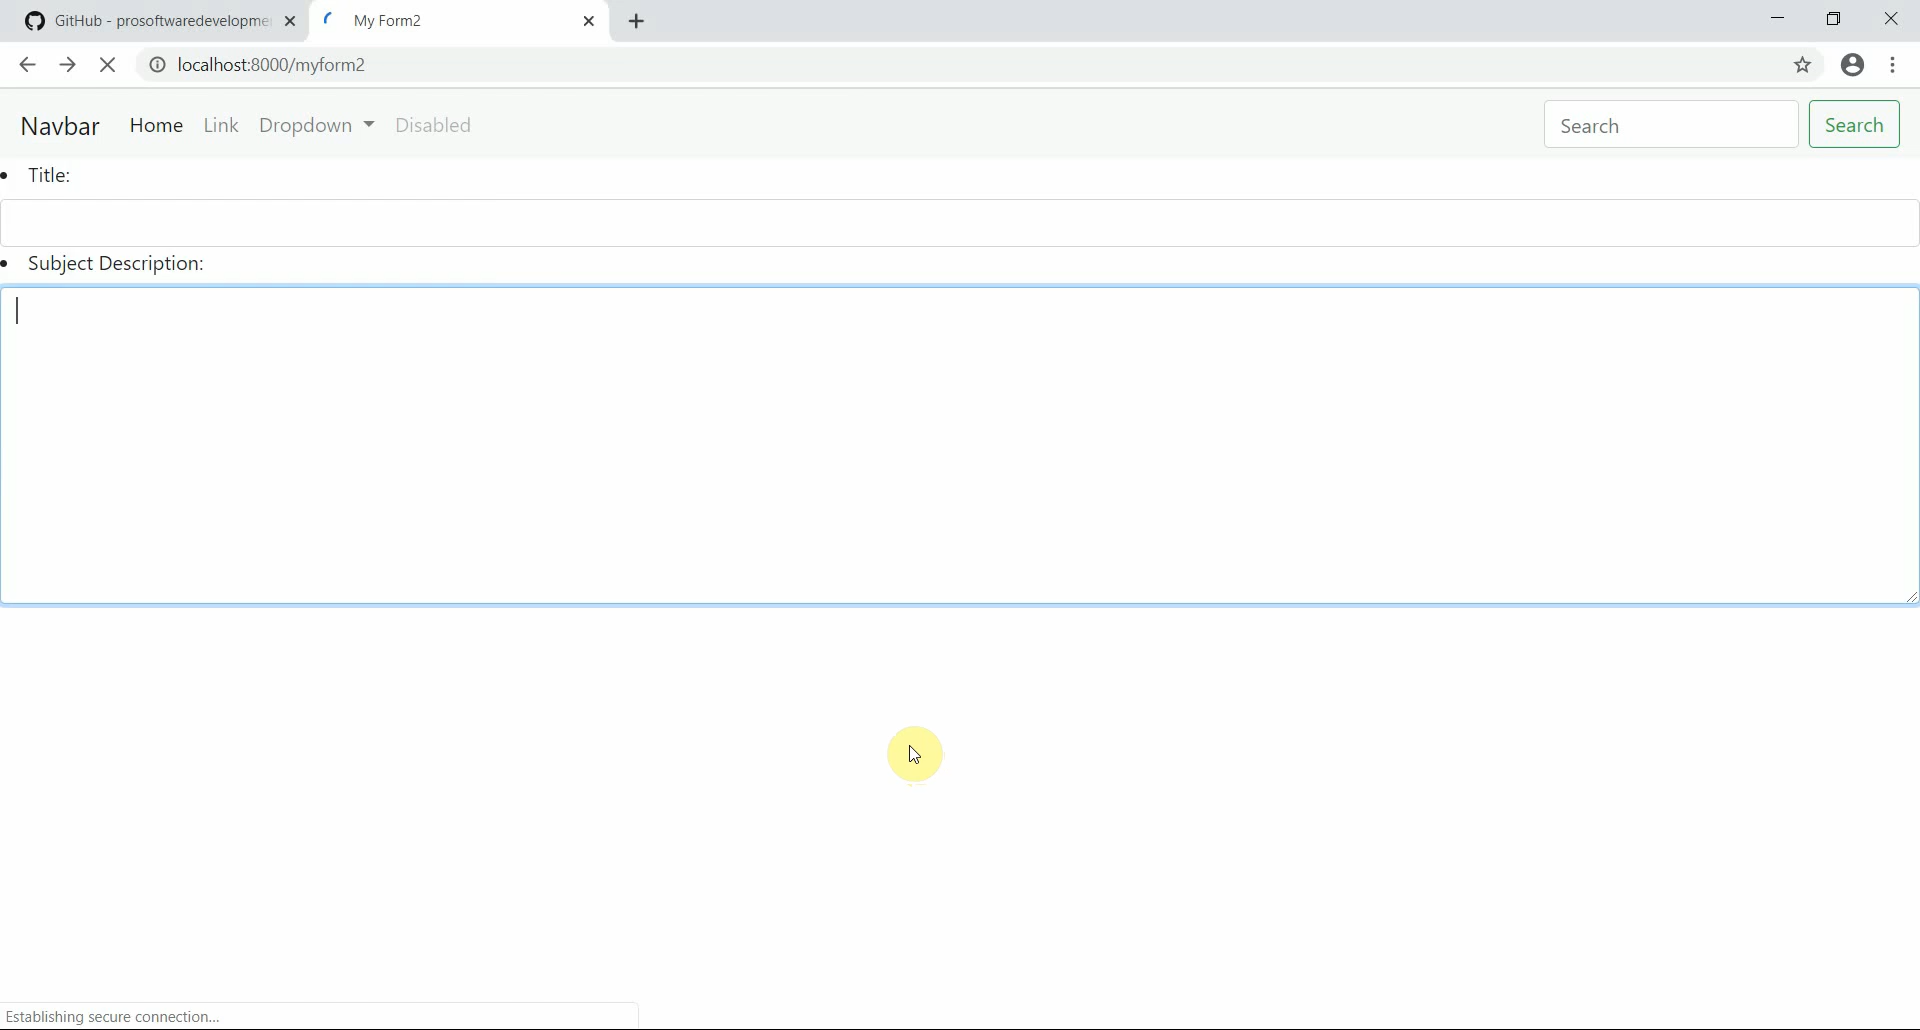 GitHub - prosoftwaredevelopme
My Form2
localhost:8000/myform2
Navbar Home Link Dropdown Disabled Search Search
Title:
Subject Description:
Establishing secure connection...